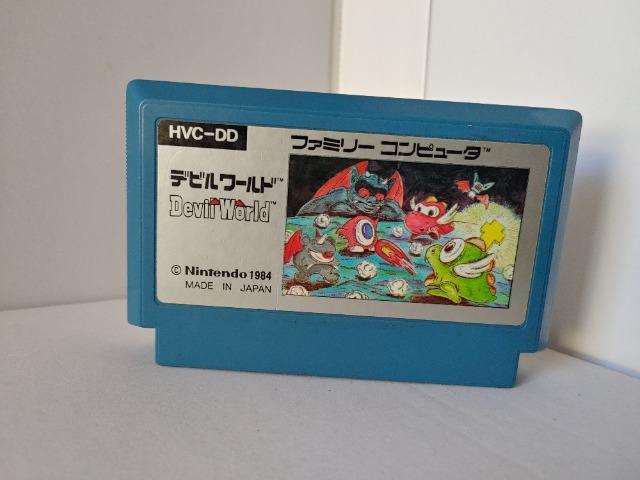 HVC-DD
ファミリー コンピュータ™
デビルワールド™
Devil World™
© Nintendo 1984
MADE IN JAPAN